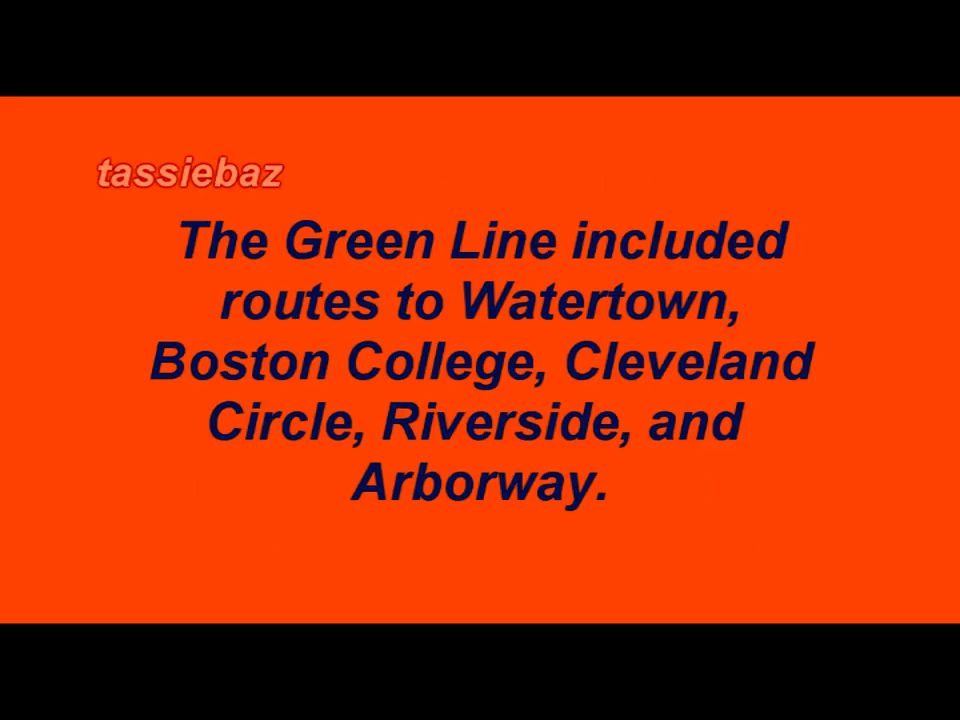 tassiebaz
The Green Line included
routes to Watertown,
Boston College, Cleveland
Circle, Riverside, and
Arborway.